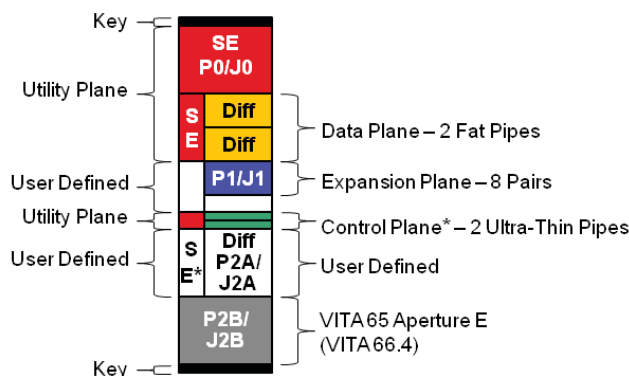 Key
SE
P0/J0
Utility Plane
S
E
Diff
Diff
Data Plane – 2 Fat Pipes
User Defined
P1/J1
Expansion Plane – 8 Pairs
Utility Plane
Control Plane* – 2 Ultra-Thin Pipes
User Defined
S
E*
Diff
P2A/
J2A
User Defined
P2B/
J2B
VITA 65 Aperture E
(VITA 66.4)
Key